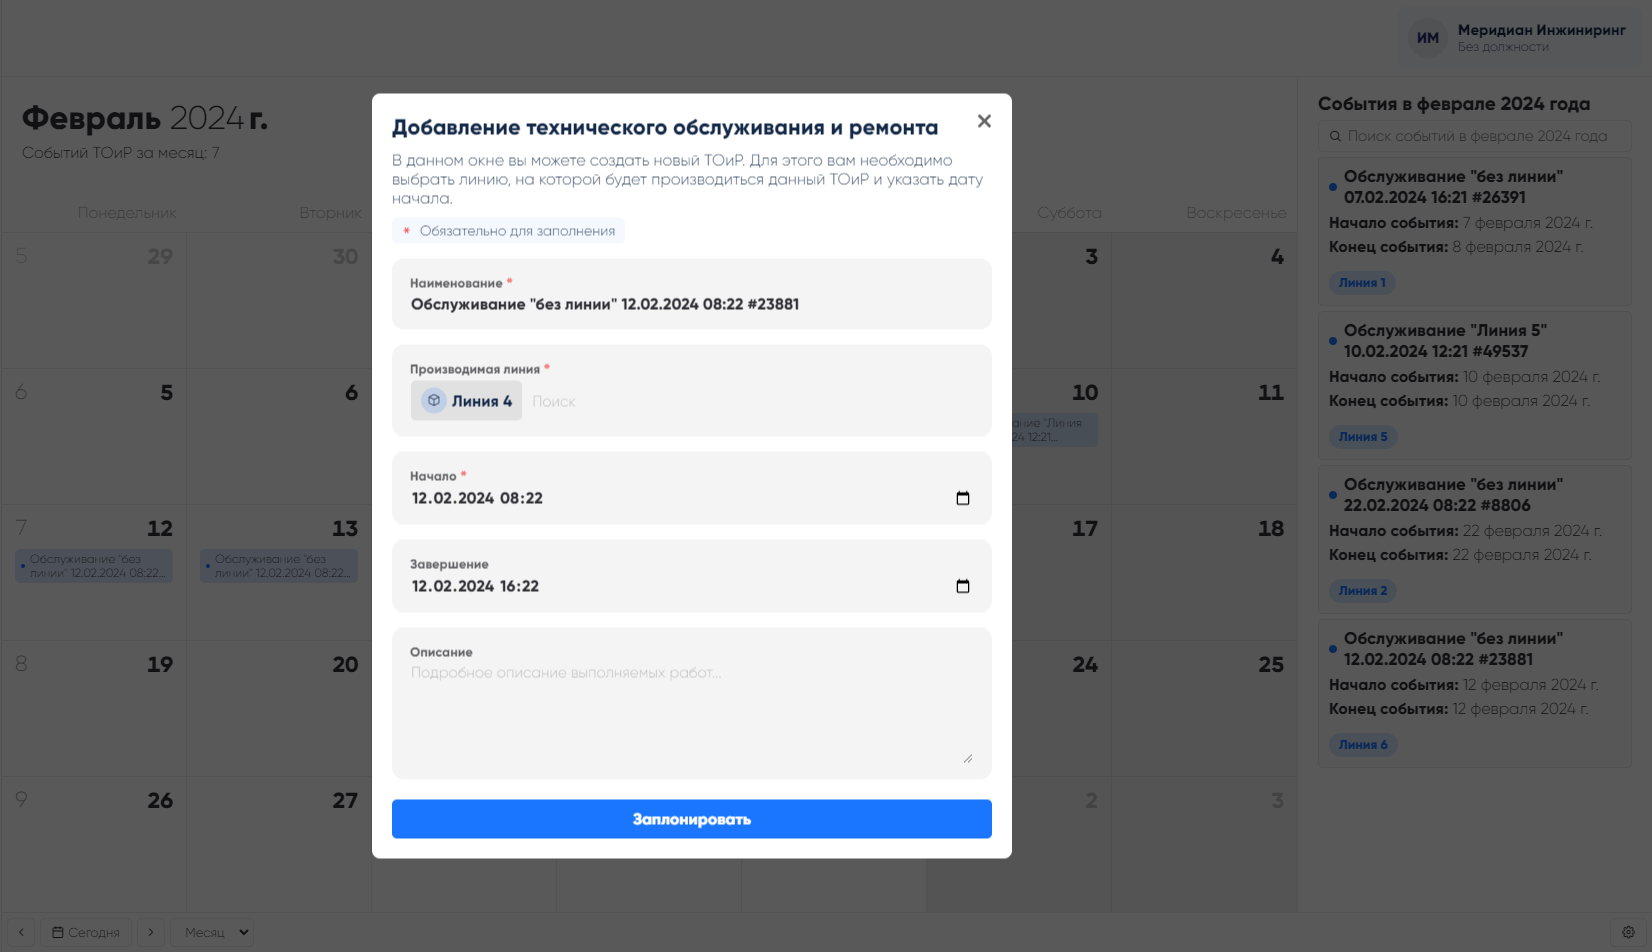 ИМ
Меридиан Инжиниринг
Без должности
Февраль 2024 г.
Событий ТОиР за месяц: 7
Понедельник
Вторник
Суббота
Воскресенье
5
29
30
3
4
6
5
6
10
11
ание "Линия
24 12:21...
7
12
13
17
18
Обслуживание "без
линии" 12.02.2024 08:22...
Обслуживание "без
линии" 12.02.2024 08:22...
8
19
20
24
25
9
26
27
2
3
Сегодня
Месяц
Добавление технического обслуживания и ремонта
В данном окне вы можете создать новый ТОиР. Для этого вам необходимо
выбрать линию, на которой будет производиться данный ТОиР и указать дату
начала.
* Обязательно для заполнения
Наименование *
Обслуживание "без линии" 12.02.2024 08:22 #23881
Производимая линия *
Линия 4 Поиск
Начало *
12.02.2024 08:22
Завершение
12.02.2024 16:22
Описание
Подробное описание выполняемых работ...
Заплонировать
События в феврале 2024 года
Поиск событий в феврале 2024 года
Обслуживание "без линии"
07.02.2024 16:21 #26391
Начало события: 7 февраля 2024 г.
Конец события: 8 февраля 2024 г.
Линия 1
Обслуживание "Линия 5"
10.02.2024 12:21 #49537
Начало события: 10 февраля 2024 г.
Конец события: 10 февраля 2024 г.
Линия 5
Обслуживание "без линии"
22.02.2024 08:22 #8806
Начало события: 22 февраля 2024 г.
Конец события: 22 февраля 2024 г.
Линия 2
Обслуживание "без линии"
12.02.2024 08:22 #23881
Начало события: 12 февраля 2024 г.
Конец события: 12 февраля 2024 г.
Линия 6